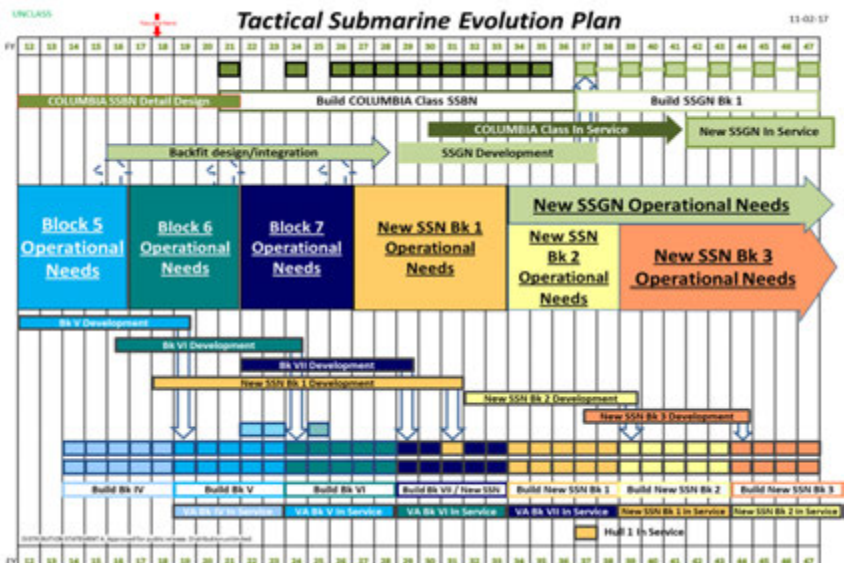 UNCLASS
Tactical Submarine Evolution Plan
11-02-17
You are here
FY 12 13 14 15 16 17 18 19 20 21 22 23 24 25 26 27 28 29 30 31 32 33 34 35 36 37 38 39 40 41 42 43 44 45 46 47
COLUMBIA SSBN Detail Design
Build COLUMBIA Class SSBN
Build SSGN Bk 1
COLUMBIA Class In Service
New SSGN In Service
Backfit design/integration
SSGN Development
Block 5
Operational
Needs
Block 6
Operational
Needs
Block 7
Operational
Needs
New SSN Bk 1
Operational
Needs
New SSGN Operational Needs
New SSN
Bk 2
Operational
Needs
New SSN Bk 3
Operational Needs
Bk V Development
Bk VI Development
Bk VII Development
New SSN Bk 1 Development
New SSN Bk 2 Development
New SSN Bk 3 Development
Build Bk IV
Build Bk V
Build Bk VI
Build Bk VII / New SSN
Build New SSN Bk 1
Build New SSN Bk 2
Build New SSN Bk 3
VA Bk IV In Service
VA Bk V In Service
VA Bk VI In Service
VA Bk VII In Service
New SSN Bk 1 In Service
New SSN Bk 2 In Service
Hull 1 In Service
DISTRIBUTION STATEMENT A. Approved for public release. Distribution unlimited.
FY 12 13 14 15 16 17 18 19 20 21 22 23 24 25 26 27 28 29 30 31 32 33 34 35 36 37 38 39 40 41 42 43 44 45 46 47